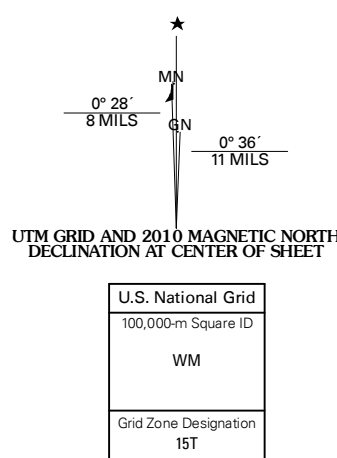 MN
0° 28´
8 MILS
GN
0° 36´
11 MILS
UTM GRID AND 2010 MAGNETIC NORTH
DECLINATION AT CENTER OF SHEET
U.S. National Grid
100,000-m Square ID
WM
Grid Zone Designation
15T